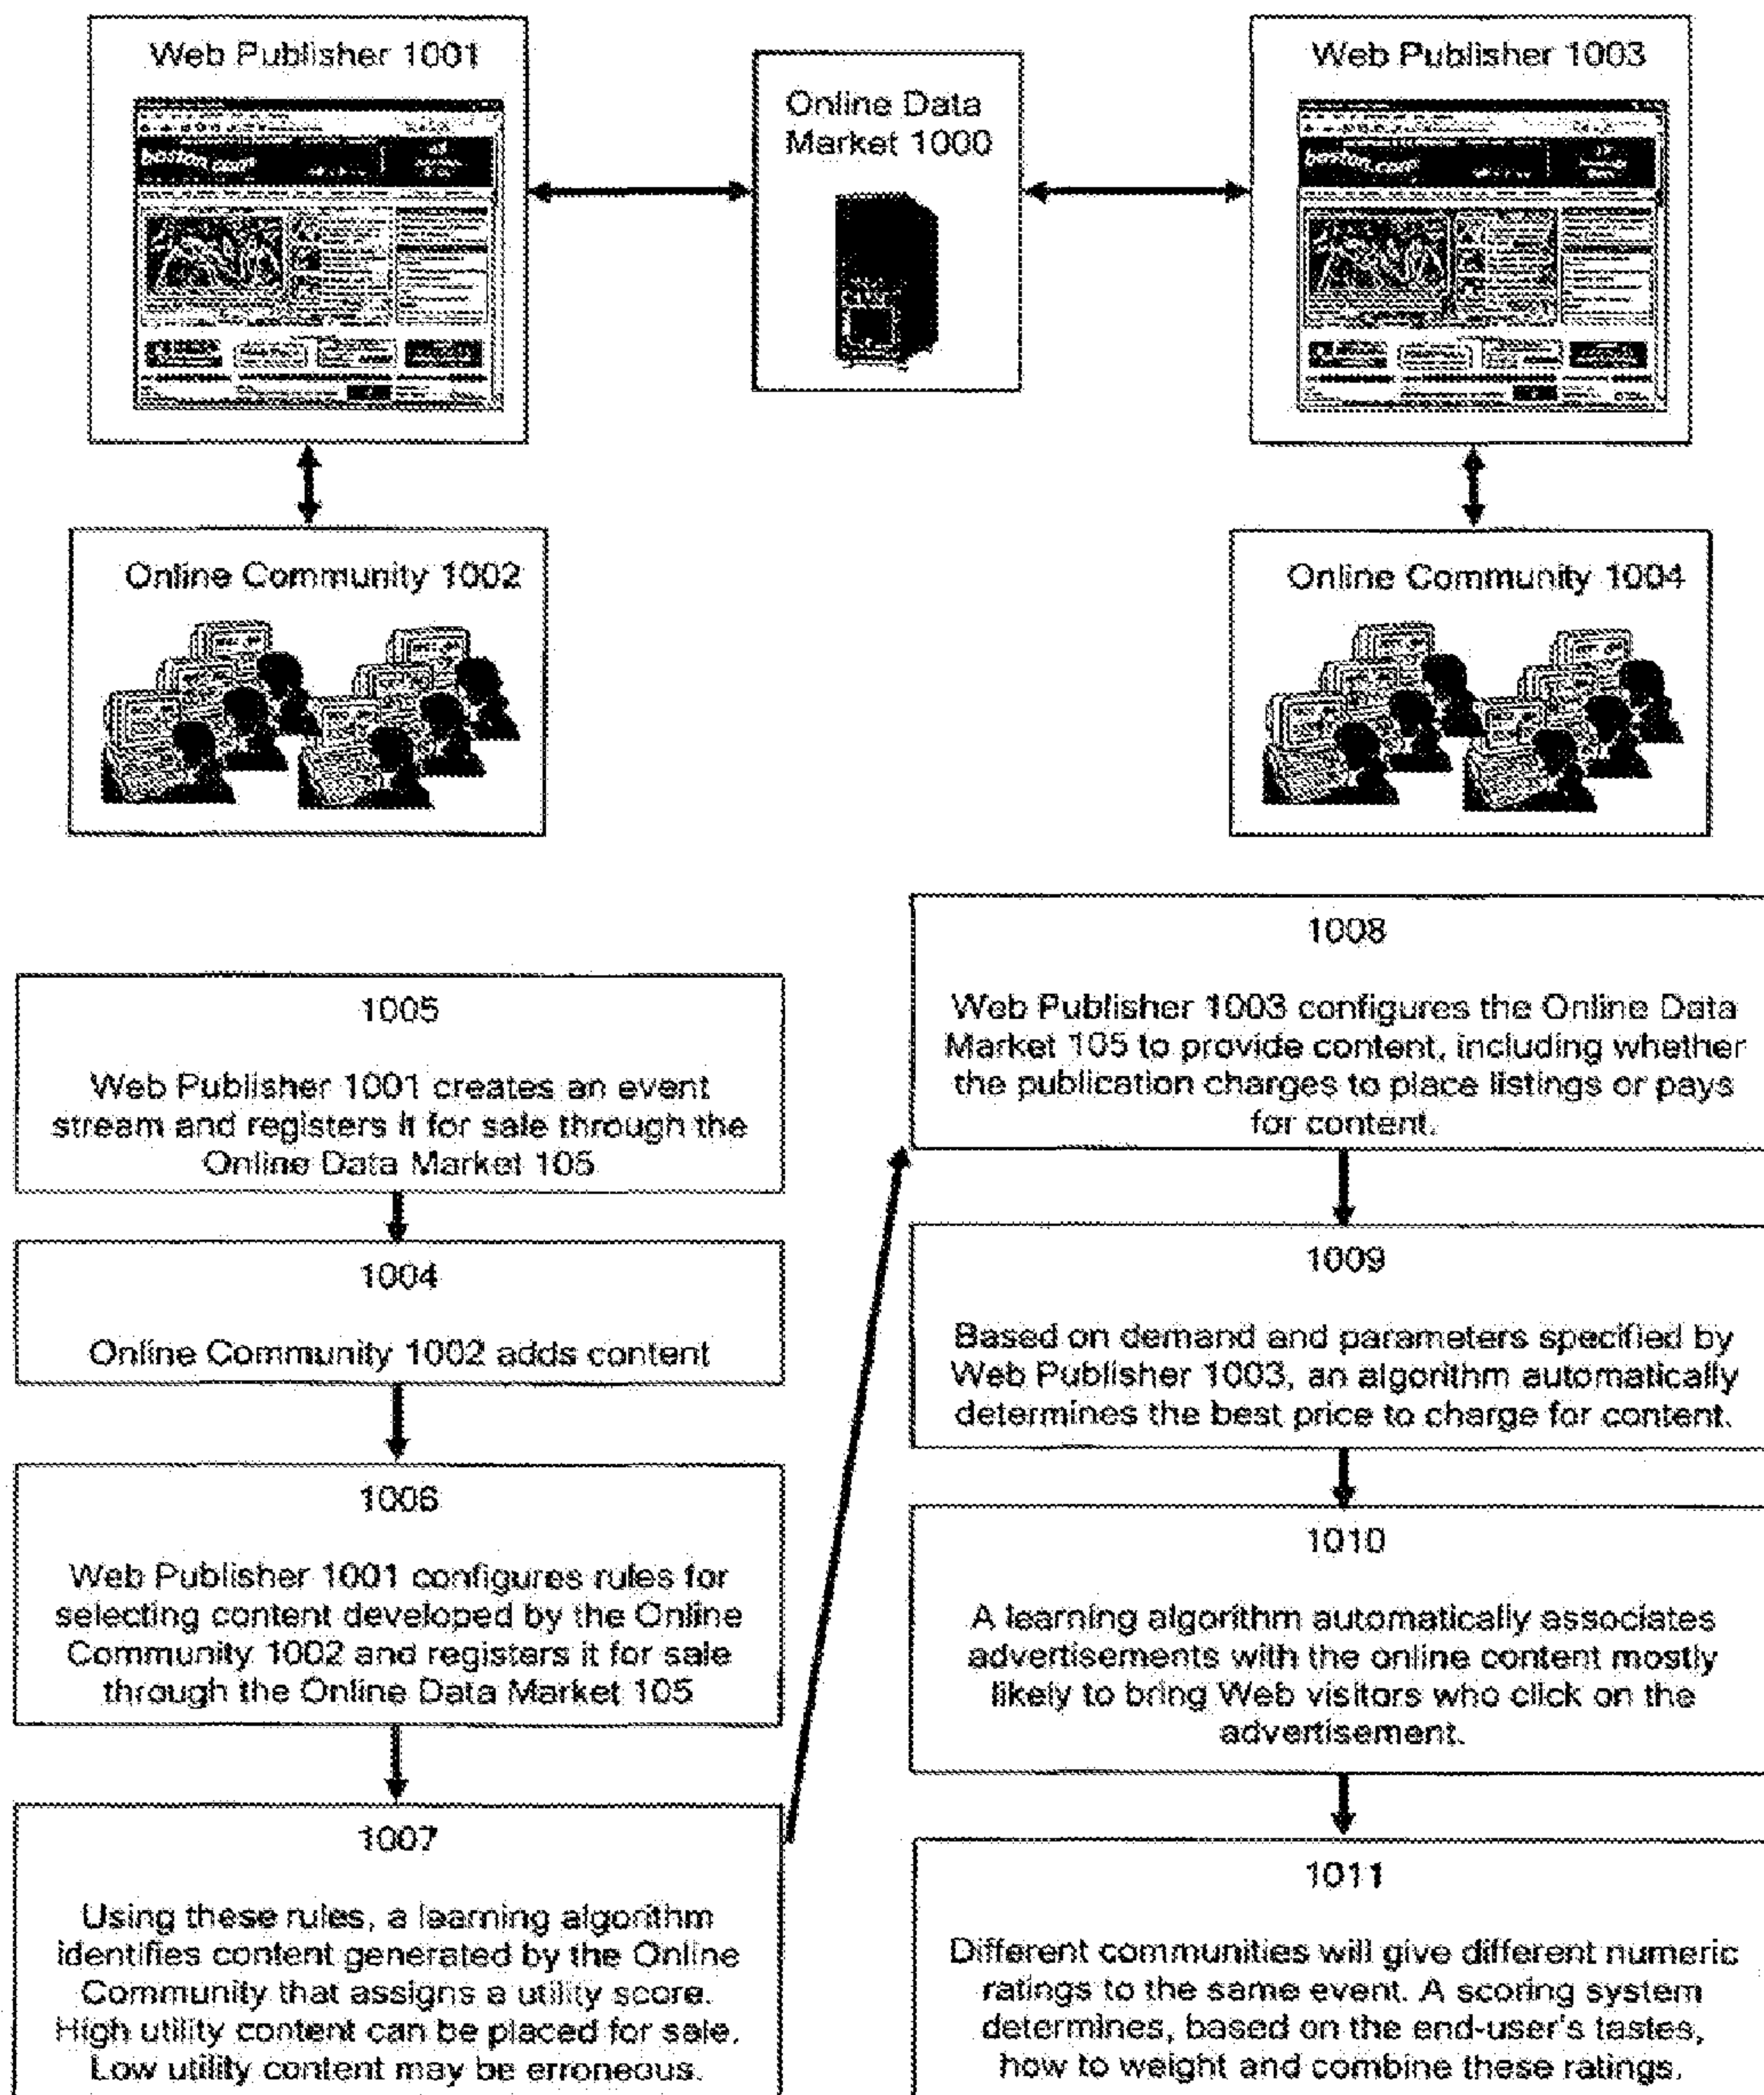 Web Publisher 1001
boston.com
Online Data
Market 1000
Web Publisher 1003
boston.com
Online Community 1002
Online Community 1004
1005
Web Publisher 1001 creates an event
stream and registers it for sale through the
Online Data Market 105
1004
Online Community 1002 adds content
1006
Web Publisher 1001 configures rules for
selecting content developed by the Online
Community 1002 and registers it for sale
through the Online Data Market 105
1007
Using these rules, a learning algorithm
identifies content generated by the Online
Community that assigns a utility score.
High utility content can be placed for sale.
Low utility content may be erroneous.
1008
Web Publisher 1003 configures the Online Data
Market 105 to provide content, including whether
the publication charges to place listings or pays
for content.
1009
Based on demand and parameters specified by
Web Publisher 1003, an algorithm automatically
determines the best price to charge for content.
1010
A learning algorithm automatically associates
advertisements with the online content mostly
likely to bring Web visitors who click on the
advertisement.
1011
Different communities will give different numeric
ratings to the same event. A scoring system
determines, based on the end-user's tastes,
how to weight and combine these ratings.